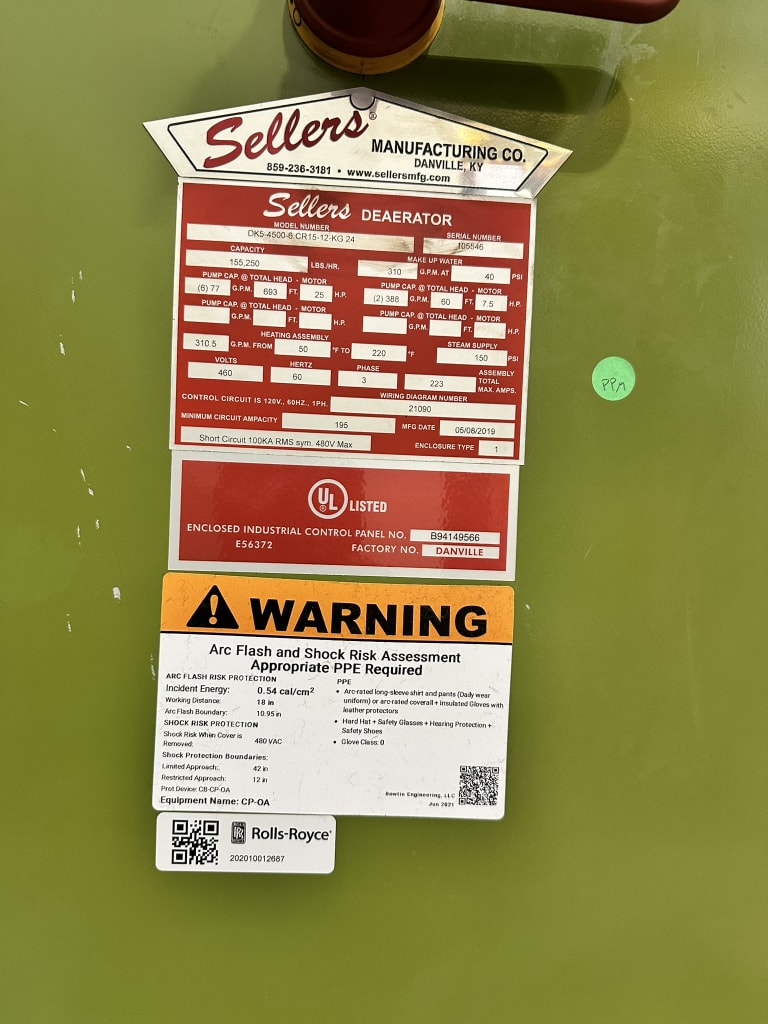 Sellers®
MANUFACTURING CO.
DANVILLE, KY
859-236-3181 • www.sellersmfg.com
Sellers DEAERATOR
MODEL NUMBER SERIAL NUMBER
DK5-4500-6.CR15-12-KG 24 105546
CAPACITY MAKE UP WATER
155,250 LBS./HR. 310 G.P.M. AT 40 PSI
PUMP CAP. @ TOTAL HEAD - MOTOR PUMP CAP. @ TOTAL HEAD - MOTOR
(6) 77 G.P.M. 693 FT. 25 H.P. (2) 388 G.P.M. 60 FT. 7.5 H.P.
PUMP CAP. @ TOTAL HEAD - MOTOR PUMP CAP. @ TOTAL HEAD - MOTOR
G.P.M. FT. H.P. G.P.M. FT. H.P.
HEATING ASSEMBLY STEAM SUPPLY
310.5 G.P.M. FROM 50 °F TO 220 °F 150 PSI
VOLTS HERTZ PHASE ASSEMBLY
460 60 3 223 TOTAL
MAX. AMPS.
WIRING DIAGRAM NUMBER
CONTROL CIRCUIT IS 120V., 60HZ., 1PH. 21090
MINIMUM CIRCUIT AMPACITY 195 MFG DATE 05/08/2019
Short Circuit 100KA RMS sym. 480V Max ENCLOSURE TYPE 1
UL ® LISTED
ENCLOSED INDUSTRIAL CONTROL PANEL NO. B94149566
E56372 FACTORY NO. DANVILLE
WARNING
Arc Flash and Shock Risk Assessment
Appropriate PPE Required
ARC FLASH RISK PROTECTION
Incident Energy: 0.54 cal/cm²
Working Distance: 18 in
Arc Flash Boundary: 10.95 in
SHOCK RISK PROTECTION
Shock Risk When Cover is
Removed: 480 VAC
Shock Protection Boundaries:
Limited Approach: 42 in
Restricted Approach: 12 in
Prot Device: CB-CP-OA
Equipment Name: CP-OA
PPE
• Arc-rated long-sleeve shirt and pants (Daily wear
uniform) or arc-rated coverall + Insulated Gloves with
leather protectors
• Hard Hat + Safety Glasses + Hearing Protection +
Safety Shoes
• Glove Class: 0
Bowtie Engineering, LLC
Jun 2021
RR Rolls-Royce®
202010012687
PPM